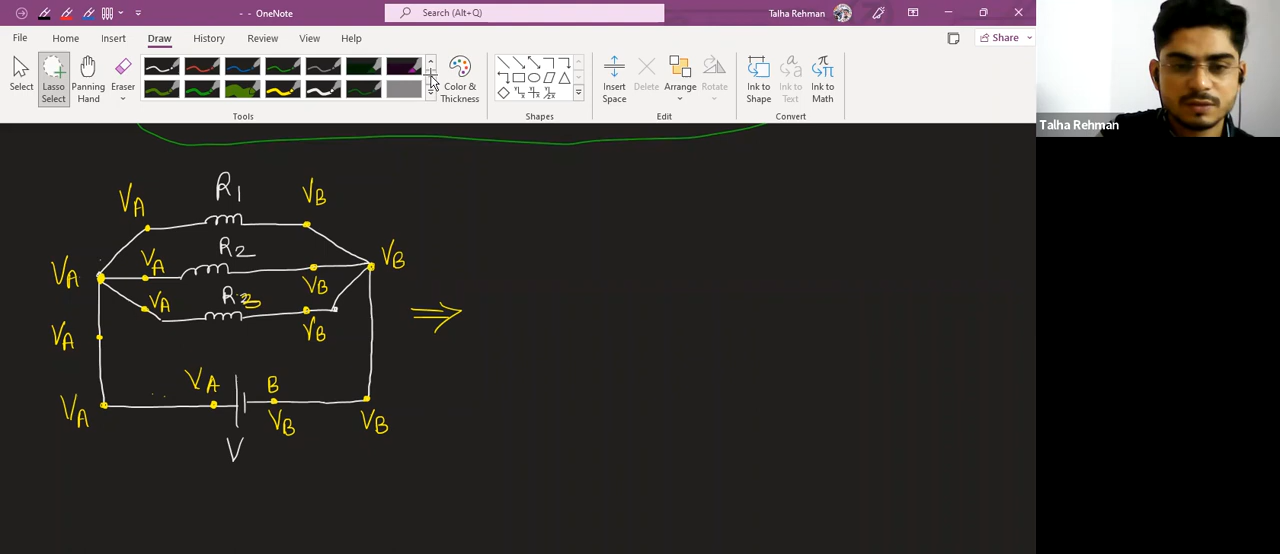 - OneNote
Search (Alt+Q)
Talha Rehman
File Home Insert Draw History Review View Help
Share
Select
Lasso Select
Panning Hand
Eraser
Color & Thickness
Insert Space
Delete
Arrange
Rotate
Ink to Shape
Ink to Text
Ink to Math
Tools
Shapes
Edit
Convert
Talha Rehman
R1
VA VB
R2
VA VA VB VB
R3
VA VB
VA
VA B
VA VB VB
V